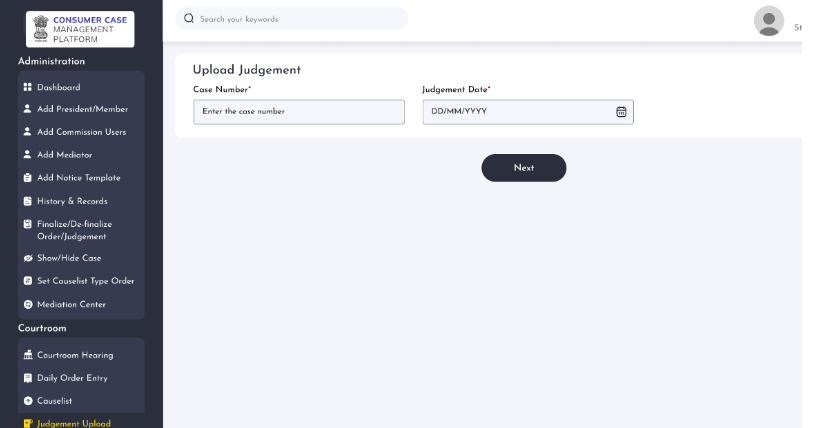 CONSUMER CASE
MANAGEMENT
PLATFORM
Administration
Dashboard
Add President/Member
Add Commission Users
Add Mediator
Add Notice Template
History & Records
Finalize/De-finalize
Order/Judgement
Show/Hide Case
Set Causelist Type Order
Mediation Center
Courtroom
Courtroom Hearing
Daily Order Entry
Causelist
Judgement Upload
Search your keywords
St
Upload Judgement
Case Number*
Judgement Date*
Enter the case number
DD/MM/YYYY
Next